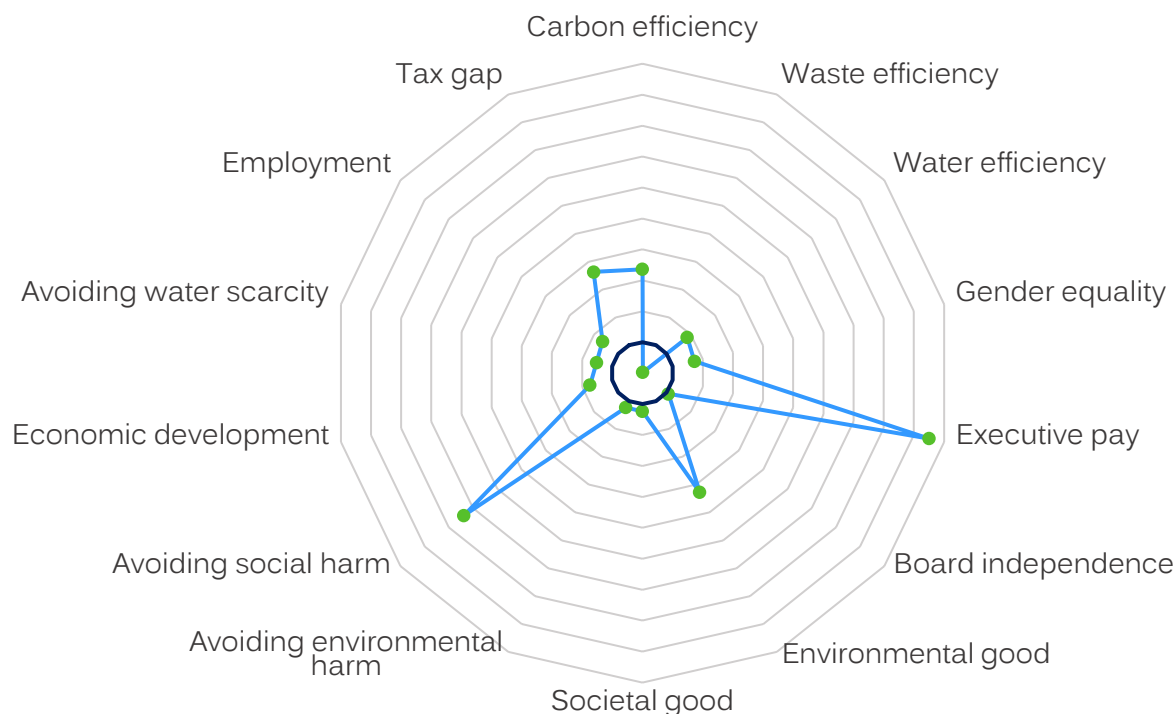 Carbon efficiency
Tax gap
Waste efficiency
Employment
Water efficiency
Avoiding water scarcity
Gender equality
Economic development
Executive pay
Avoiding social harm
Board independence
Avoiding environmental
harm
Environmental good
Societal good